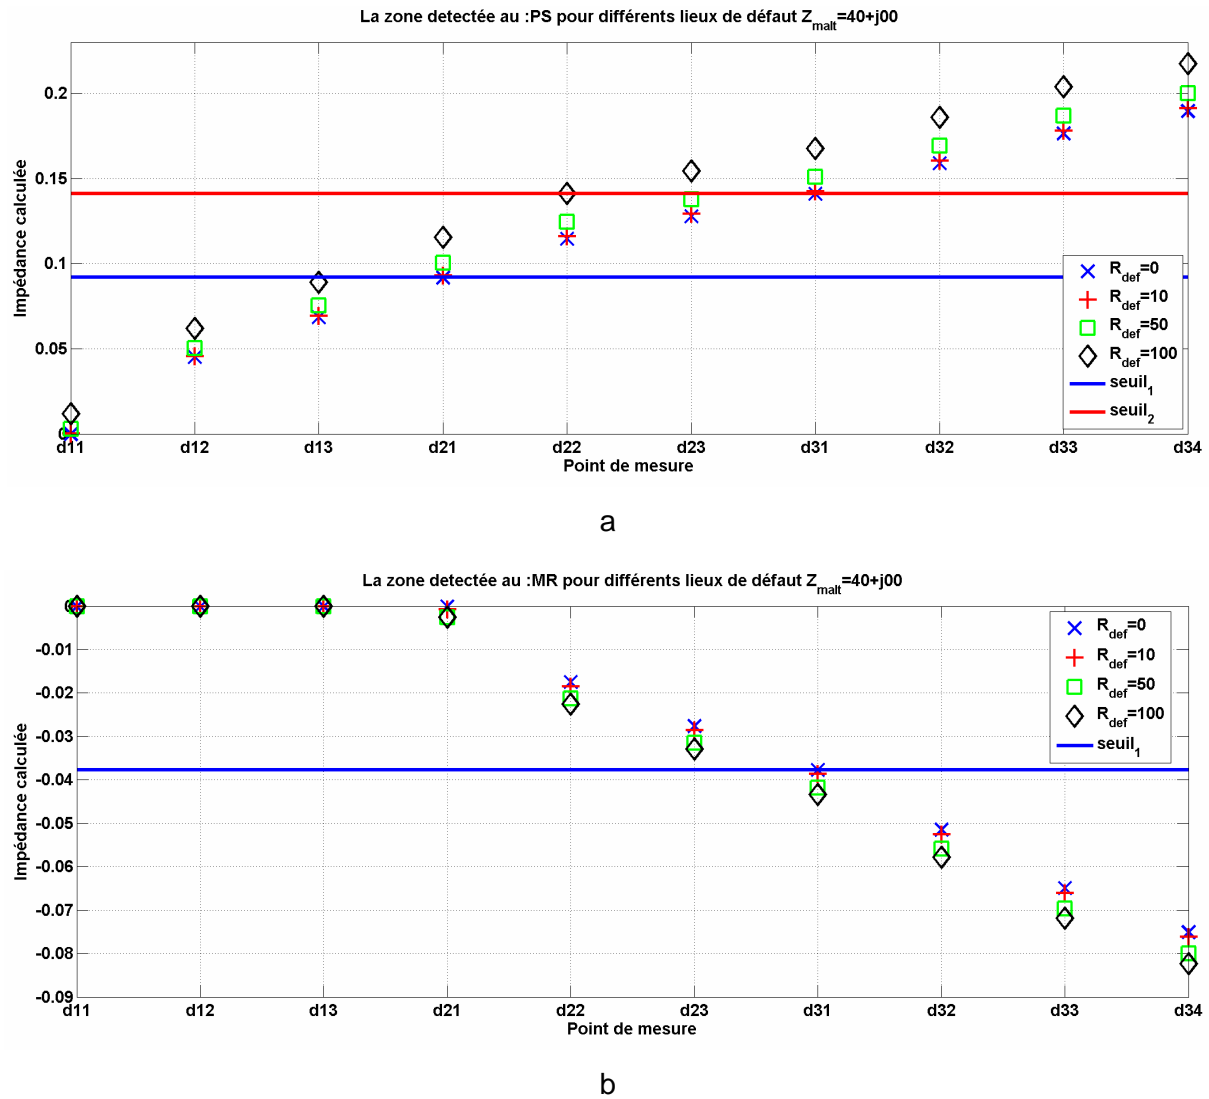 La zone detectée au :PS pour différents lieux de défaut Zmalt=40+j00
Impédance calculée
0.2
0.15
0.1
0.05
0
d11 d12 d13 d21 d22 d23 d31 d32 d33 d34
Point de mesure
Rdef=0
Rdef=10
Rdef=50
Rdef=100
seuil1
seuil2
a
La zone detectée au :MR pour différents lieux de défaut Zmalt=40+j00
Impédance calculée
0
-0.01
-0.02
-0.03
-0.04
-0.05
-0.06
-0.07
-0.08
-0.09
d11 d12 d13 d21 d22 d23 d31 d32 d33 d34
Point de mesure
Rdef=0
Rdef=10
Rdef=50
Rdef=100
seuil1
b